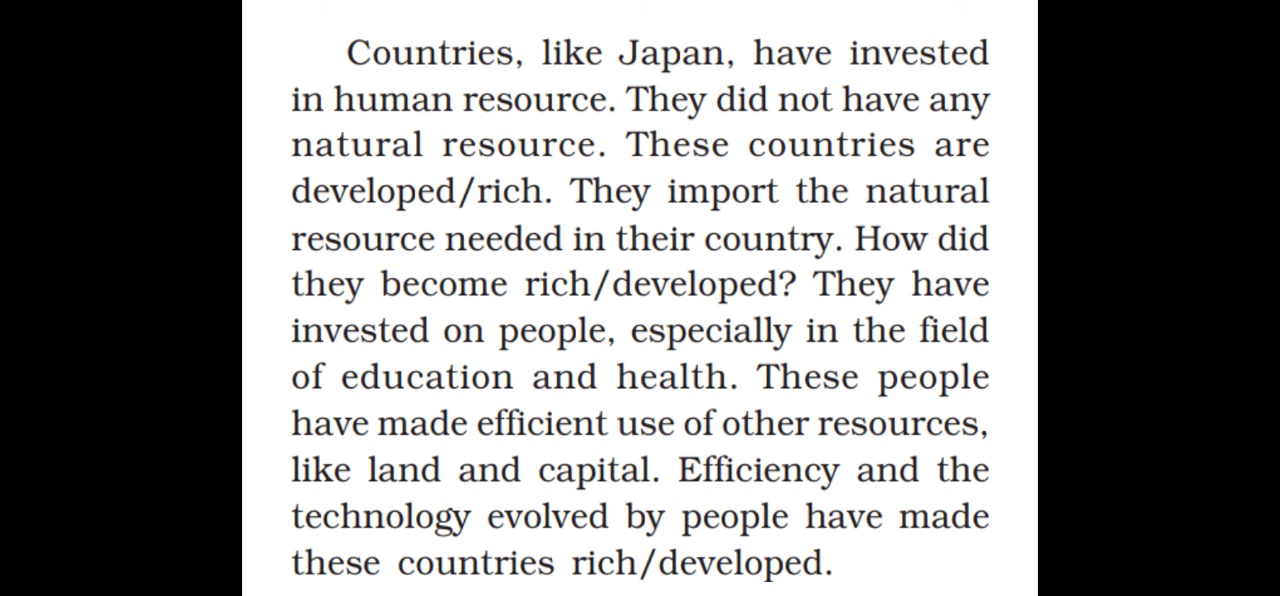 Countries, like Japan, have invested
in human resource. They did not have any
natural resource. These countries are
developed/rich. They import the natural
resource needed in their country. How did
they become rich/developed? They have
invested on people, especially in the field
of education and health. These people
have made efficient use of other resources,
like land and capital. Efficiency and the
technology evolved by people have made
these countries rich/developed.